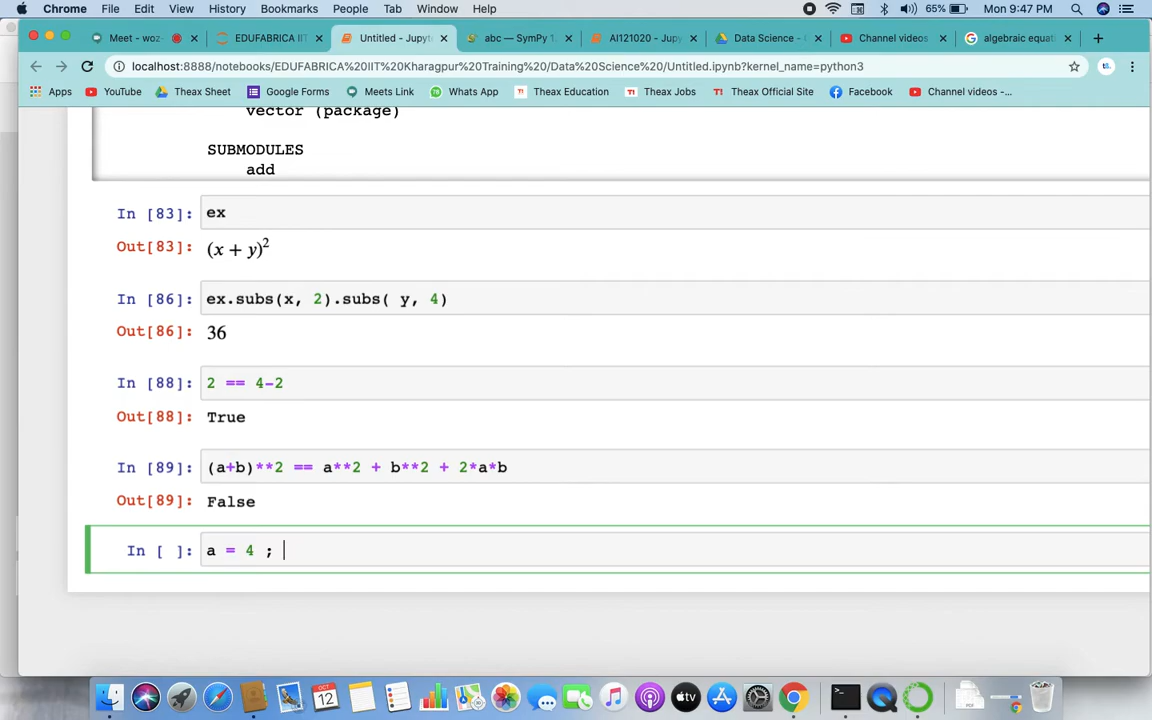 Chrome File Edit View History Bookmarks People Tab Window Help 65% Mon 9:47 PM
Meet - woz- EDUFABRICA IIT Untitled - Jupyt abc — SymPy 1. AI121020 - Jupy Data Science - Channel videos algebraic equat
localhost:8888/notebooks/EDUFABRICA%20IIT%20Kharagpur%20Training%20/Data%20Science%20/Untitled.ipynb?kernel_name=python3
Apps YouTube Theax Sheet Google Forms Meets Link Whats App Theax Education Theax Jobs Theax Official Site Facebook Channel videos -...
vector (package)
SUBMODULES
add
In [83]: ex
Out[83]: (x + y)²
In [86]: ex.subs(x, 2).subs( y, 4)
Out[86]: 36
In [88]: 2 == 4-2
Out[88]: True
In [89]: (a+b)**2 == a**2 + b**2 + 2*a*b
Out[89]: False
In [ ]: a = 4 ;